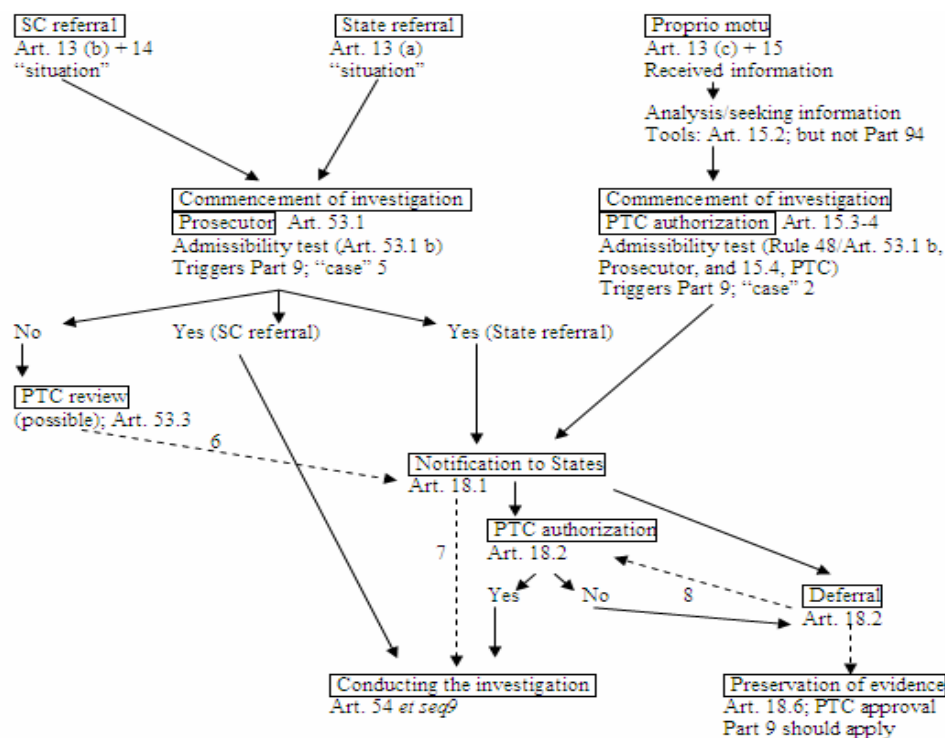 SC referral
Art. 13 (b) + 14
“situation”
State referral
Art. 13 (a)
“situation”
Proprio motu
Art. 13 (c) + 15
Received information
Analysis/seeking information
Tools: Art. 15.2; but not Part 94
Commencement of investigation
Prosecutor Art. 53.1
Admissibility test (Art. 53.1 b)
Triggers Part 9; “case” 5
Commencement of investigation
PTC authorization Art. 15.3-4
Admissibility test (Rule 48/Art. 53.1 b,
Prosecutor, and 15.4, PTC)
Triggers Part 9; “case” 2
No
Yes (SC referral)
Yes (State referral)
PTC review
(possible); Art. 53.3
6
Notification to States
Art. 18.1
7
PTC authorization
Art. 18.2
Yes
No
8
Deferral
Art. 18.2
Conducting the investigation
Art. 54 et seq9
Preservation of evidence
Art. 18.6; PTC approval
Part 9 should apply